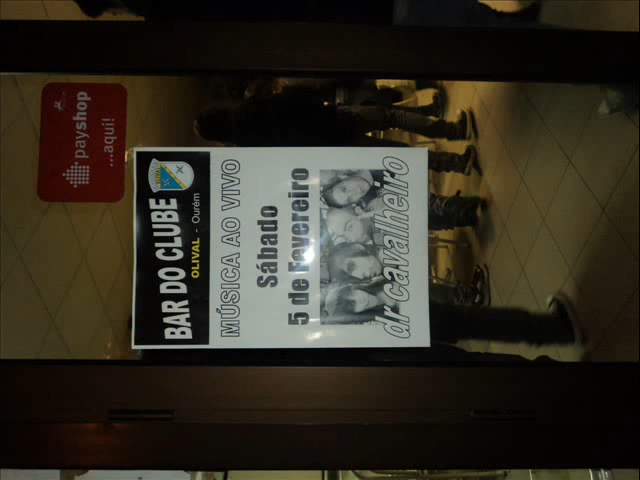 payshop
...aqui!
BAR DO CLUBE
OLIVAL - Ourém
MÚSICA AO VIVO
Sábado
5 de Fevereiro
dr cavalheiro